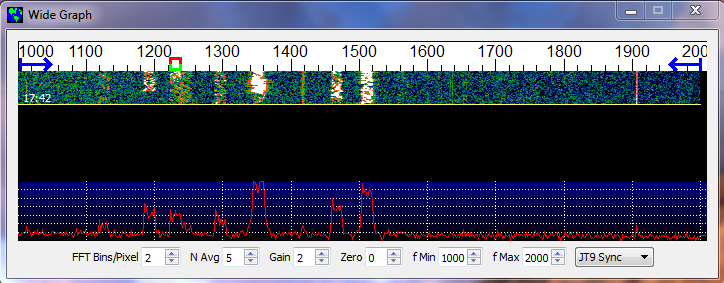 Wide Graph
1000 1100 1200 1300 1400 1500 1600 1700 1800 1900 200
17:42
FFT Bins/Pixel 2 N Avg 5 Gain 2 Zero 0 f Min 1000 f Max 2000 JT9 Sync